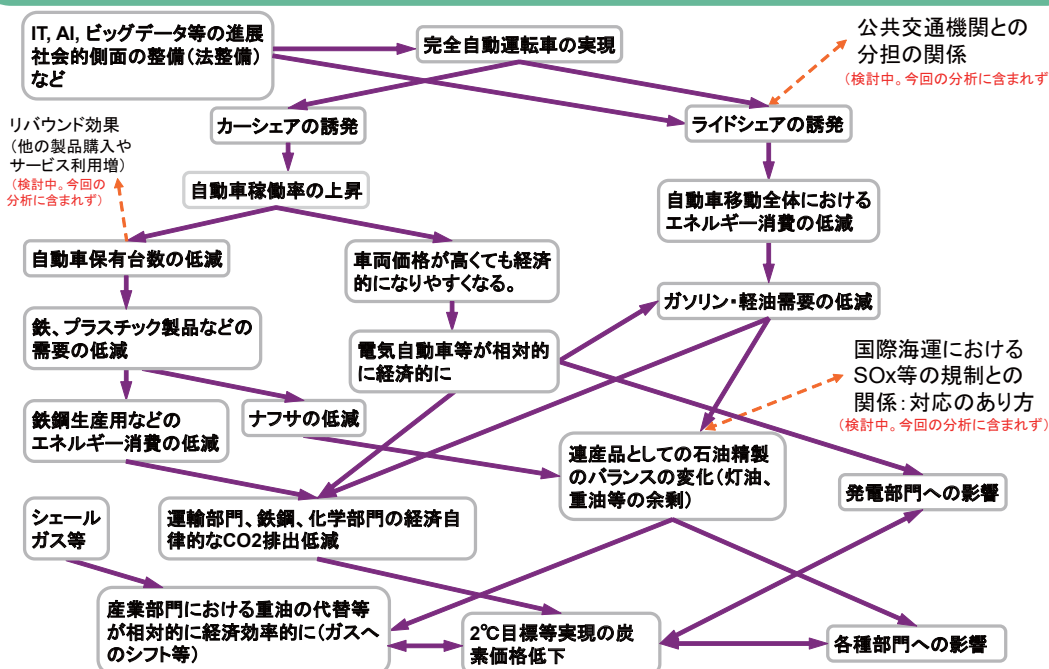 IT, AI, ビッグデータ等の進展
社会的側面の整備（法整備）
など
完全自動運転車の実現
公共交通機関との
分担の関係
（検討中。今回の分析に含まれず
リバウンド効果
（他の製品購入や
サービス利用増）
（検討中。今回の
分析に含まれず）
カーシェアの誘発
ライドシェアの誘発
自動車稼働率の上昇
自動車移動全体における
エネルギー消費の低減
自動車保有台数の低減
車両価格が高くても経済
的になりやすくなる。
ガソリン・軽油需要の低減
鉄、プラスチック製品などの
需要の低減
電気自動車等が相対的
に経済的に
国際海運における
SOx等の規制との
関係：対応のあり方
（検討中。今回の分析に含まれず）
鉄鋼生産用などの
エネルギー消費の低減
ナフサの低減
連産品としての石油精製
のバランスの変化（灯油、
重油等の余剰）
発電部門への影響
シェール
ガス等
運輸部門、鉄鋼、化学部門の経済自
律的なCO2排出低減
産業部門における重油の代替等
が相対的に経済効率的に（ガスへ
のシフト等）
2℃目標等実現の炭
素価格低下
各種部門への影響